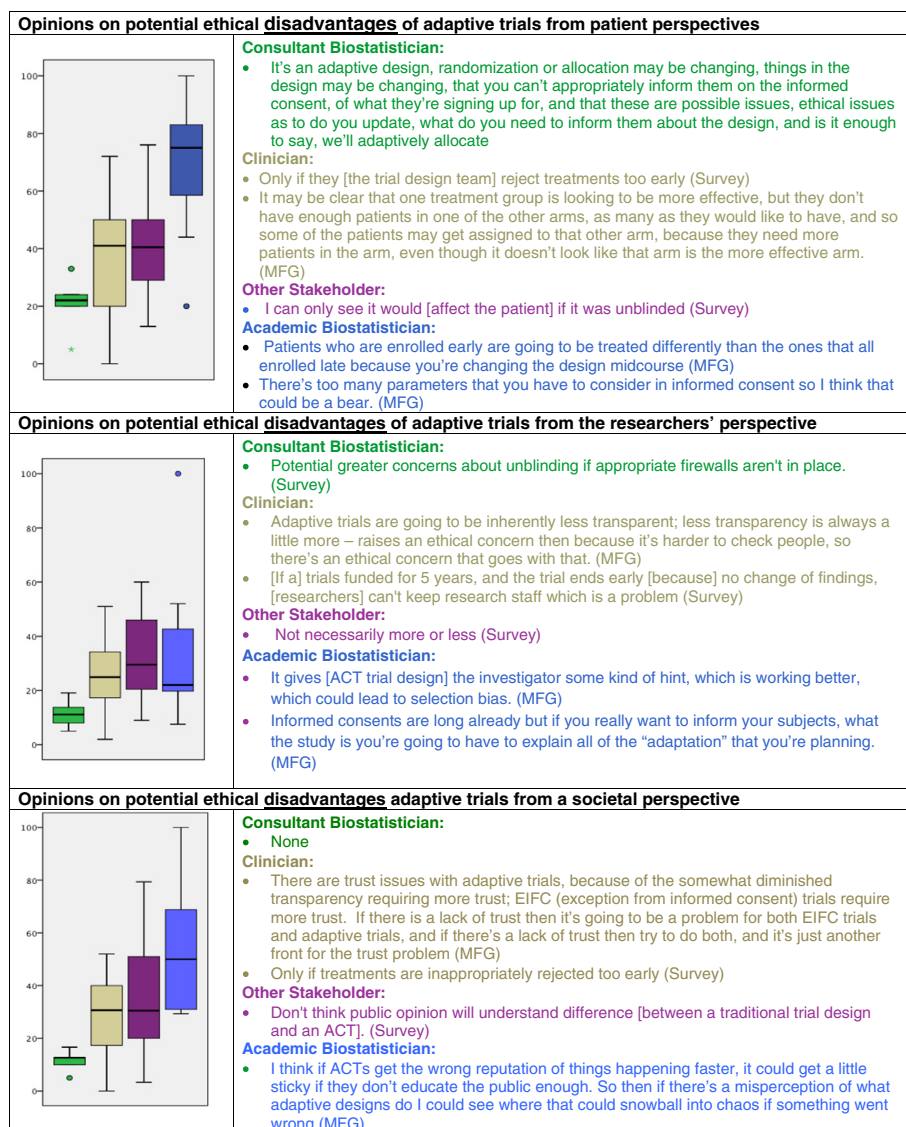 Opinions on potential ethical disadvantages of adaptive trials from patient perspectives
100
80
60
40
20
0
Consultant Biostatistician:
• It's an adaptive design, randomization or allocation may be changing, things in the
design may be changing, that you can't appropriately inform them on the informed
consent, of what they're signing up for, and that these are possible issues, ethical issues
as to do you update, what do you need to inform them about the design, and is it enough
to say, we'll adaptively allocate
Clinician:
• Only if they [the trial design team] reject treatments too early (Survey)
• It may be clear that one treatment group is looking to be more effective, but they don't
have enough patients in one of the other arms, as many as they would like to have, and so
some of the patients may get assigned to that other arm, because they need more
patients in the arm, even though it doesn't look like that arm is the more effective arm.
(MFG)
Other Stakeholder:
• I can only see it would [affect the patient] if it was unblinded (Survey)
Academic Biostatistician:
• Patients who are enrolled early are going to be treated differently than the ones that all
enrolled late because you're changing the design midcourse (MFG)
• There's too many parameters that you have to consider in informed consent so I think that
could be a bear. (MFG)
Opinions on potential ethical disadvantages of adaptive trials from the researchers' perspective
100
80
60
40
20
0
Consultant Biostatistician:
• Potential greater concerns about unblinding if appropriate firewalls aren't in place.
(Survey)
Clinician:
• Adaptive trials are going to be inherently less transparent; less transparency is always a
little more – raises an ethical concern then because it's harder to check people, so
there's an ethical concern that goes with that. (MFG)
• [If a] trials funded for 5 years, and the trial ends early [because] no change of findings,
[researchers] can't keep research staff which is a problem (Survey)
Other Stakeholder:
• Not necessarily more or less (Survey)
Academic Biostatistician:
• It gives [ACT trial design] the investigator some kind of hint, which is working better,
which could lead to selection bias. (MFG)
• Informed consents are long already but if you really want to inform your subjects, what
the study is you're going to have to explain all of the “adaptation” that you're planning.
(MFG)
Opinions on potential ethical disadvantages adaptive trials from a societal perspective
100
80
60
40
20
0
Consultant Biostatistician:
• None
Clinician:
• There are trust issues with adaptive trials, because of the somewhat diminished
transparency requiring more trust; EIFC (exception from informed consent) trials require
more trust. If there is a lack of trust then it's going to be a problem for both EIFC trials
and adaptive trials, and if there's a lack of trust then try to do both, and it's just another
front for the trust problem (MFG)
• Only if treatments are inappropriately rejected too early (Survey)
Other Stakeholder:
• Don't think public opinion will understand difference [between a traditional trial design
and an ACT]. (Survey)
Academic Biostatistician:
• I think if ACTs get the wrong reputation of things happening faster, it could get a little
sticky if they don't educate the public enough. So then if there's a misperception of what
adaptive designs do I could see where that could snowball into chaos if something went
wrong (MFG)